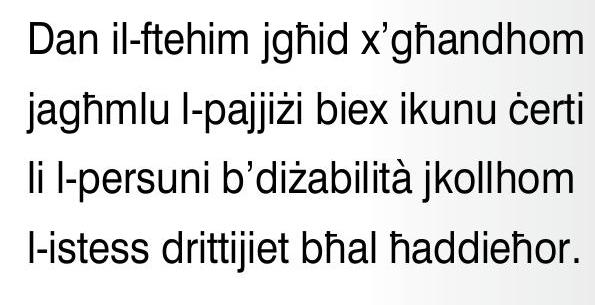 Dan il-ftehim jgħid x’għandhom
jagħmlu l-pajjiżi biex ikunu ċerti
li l-persuni b’diżabilità jkollhom
l-istess drittijiet bħal ħaddieħor.